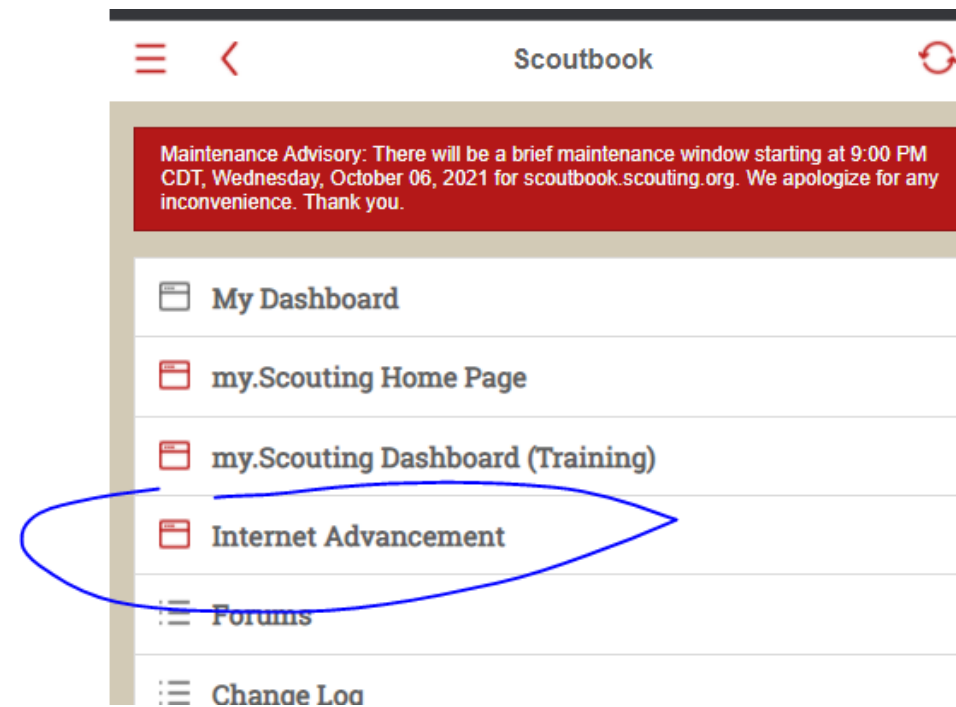 Scoutbook
Maintenance Advisory: There will be a brief maintenance window starting at 9:00 PM
CDT, Wednesday, October 06, 2021 for scoutbook.scouting.org. We apologize for any
inconvenience. Thank you.
My Dashboard
my.Scouting Home Page
my.Scouting Dashboard (Training)
Internet Advancement
Forums
Change Log